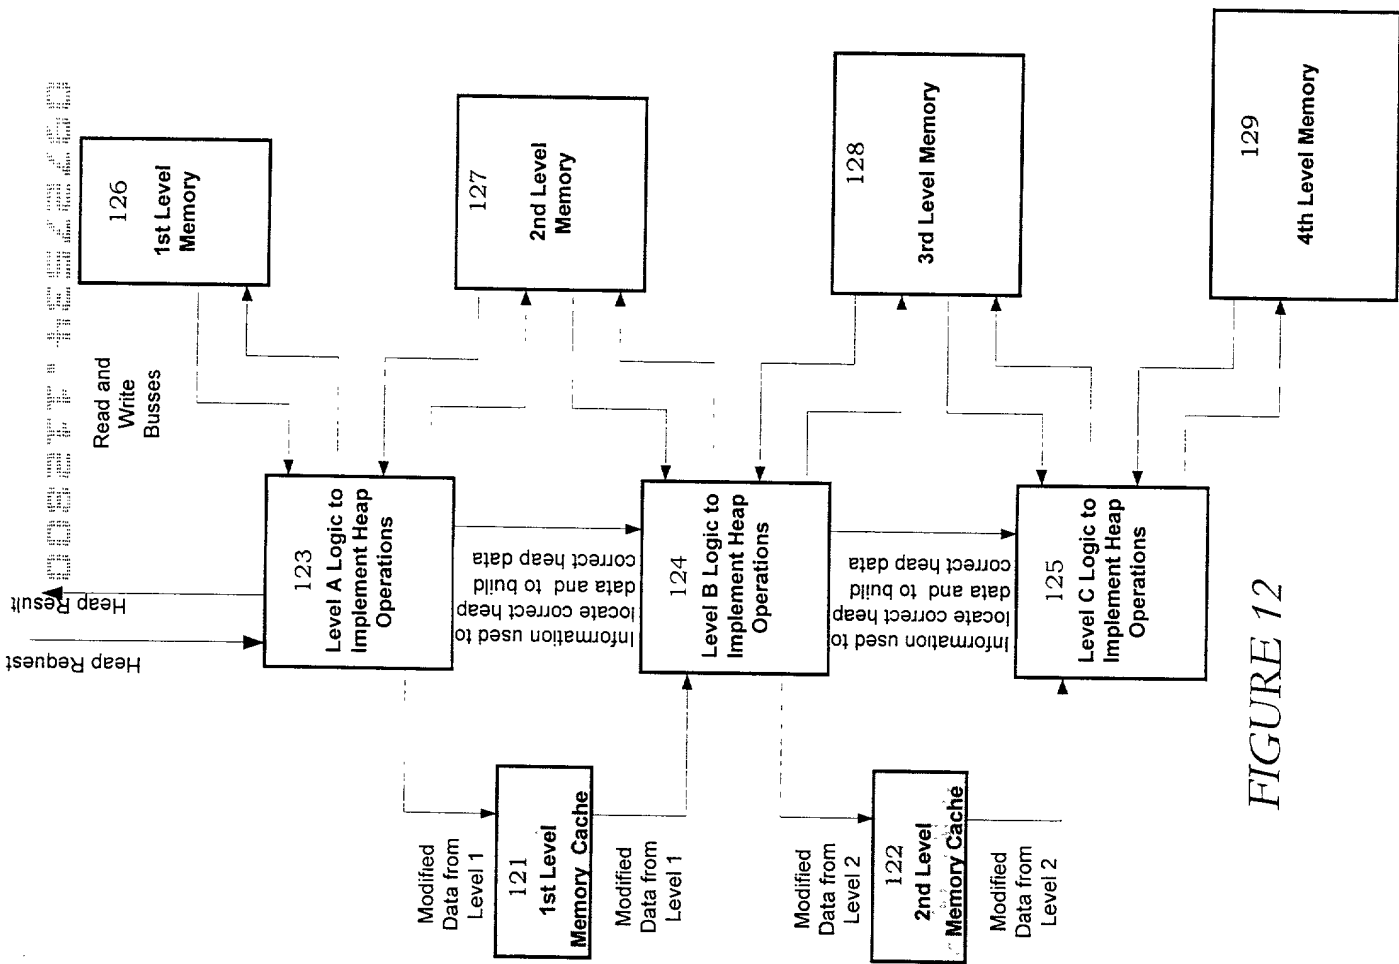 Heap Request
Heap Result
Read and
Write
Busses
126
1st Level
Memory
123
Level A Logic to
Implement Heap
Operations
127
2nd Level
Memory
Modified
Data from
Level 1
121
1st Level
Memory Cache
Modified
Data from
Level 1
Information used to
locate correct heap
data and to build
correct heap data
124
Level B Logic to
Implement Heap
Operations
128
3rd Level Memory
Modified
Data from
Level 2
122
2nd Level
Memory Cache
Modified
Data from
Level 2
Information used to
locate correct heap
data and to build
correct heap data
125
Level C Logic to
Implement Heap
Operations
129
4th Level Memory
FIGURE 12